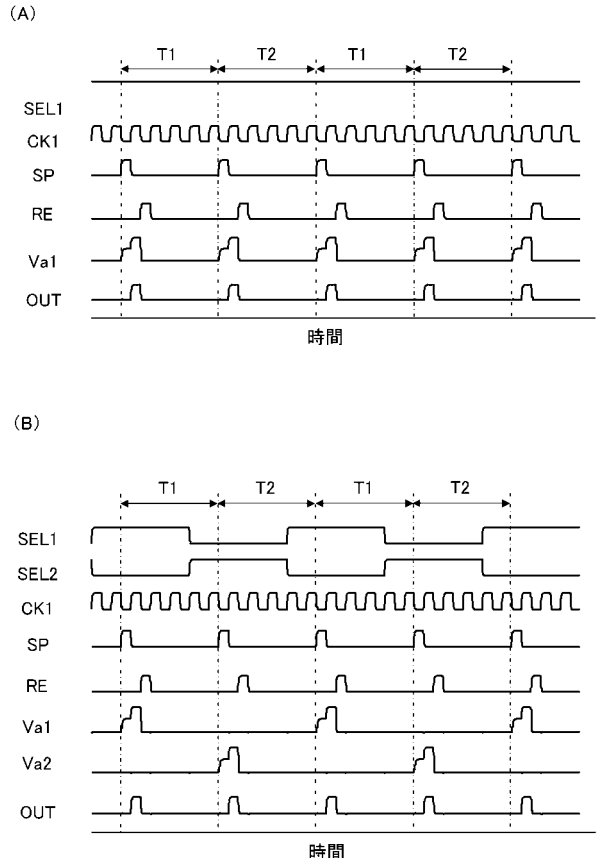 (A)
T1 T2 T1 T2
SEL1
CK1
SP
RE
Va1
OUT
時間
(B)
T1 T2 T1 T2
SEL1
SEL2
CK1
SP
RE
Va1
Va2
OUT
時間